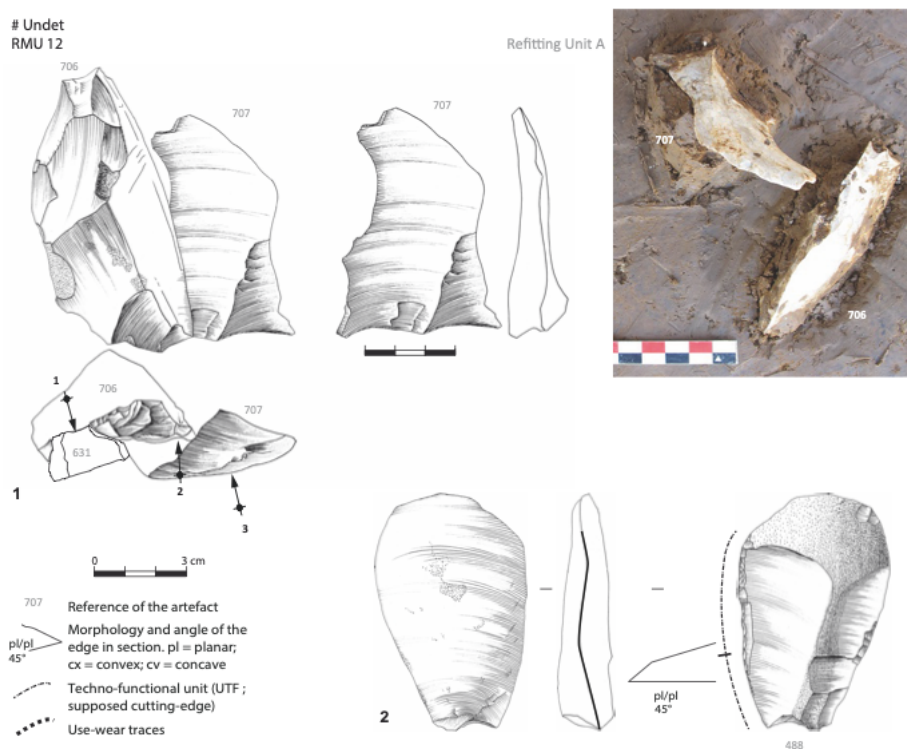 # Undet
RMU 12
Refitting Unit A
706
707
707
707
706
1
706
707
631
2
1
3
0 3 cm
707 Reference of the artefact
pl/pl
45°
Morphology and angle of the
edge in section. pl = planar;
cx = convex; cv = concave
Techno-functional unit (UTF ;
supposed cutting-edge)
Use-wear traces
2
pl/pl
45°
488